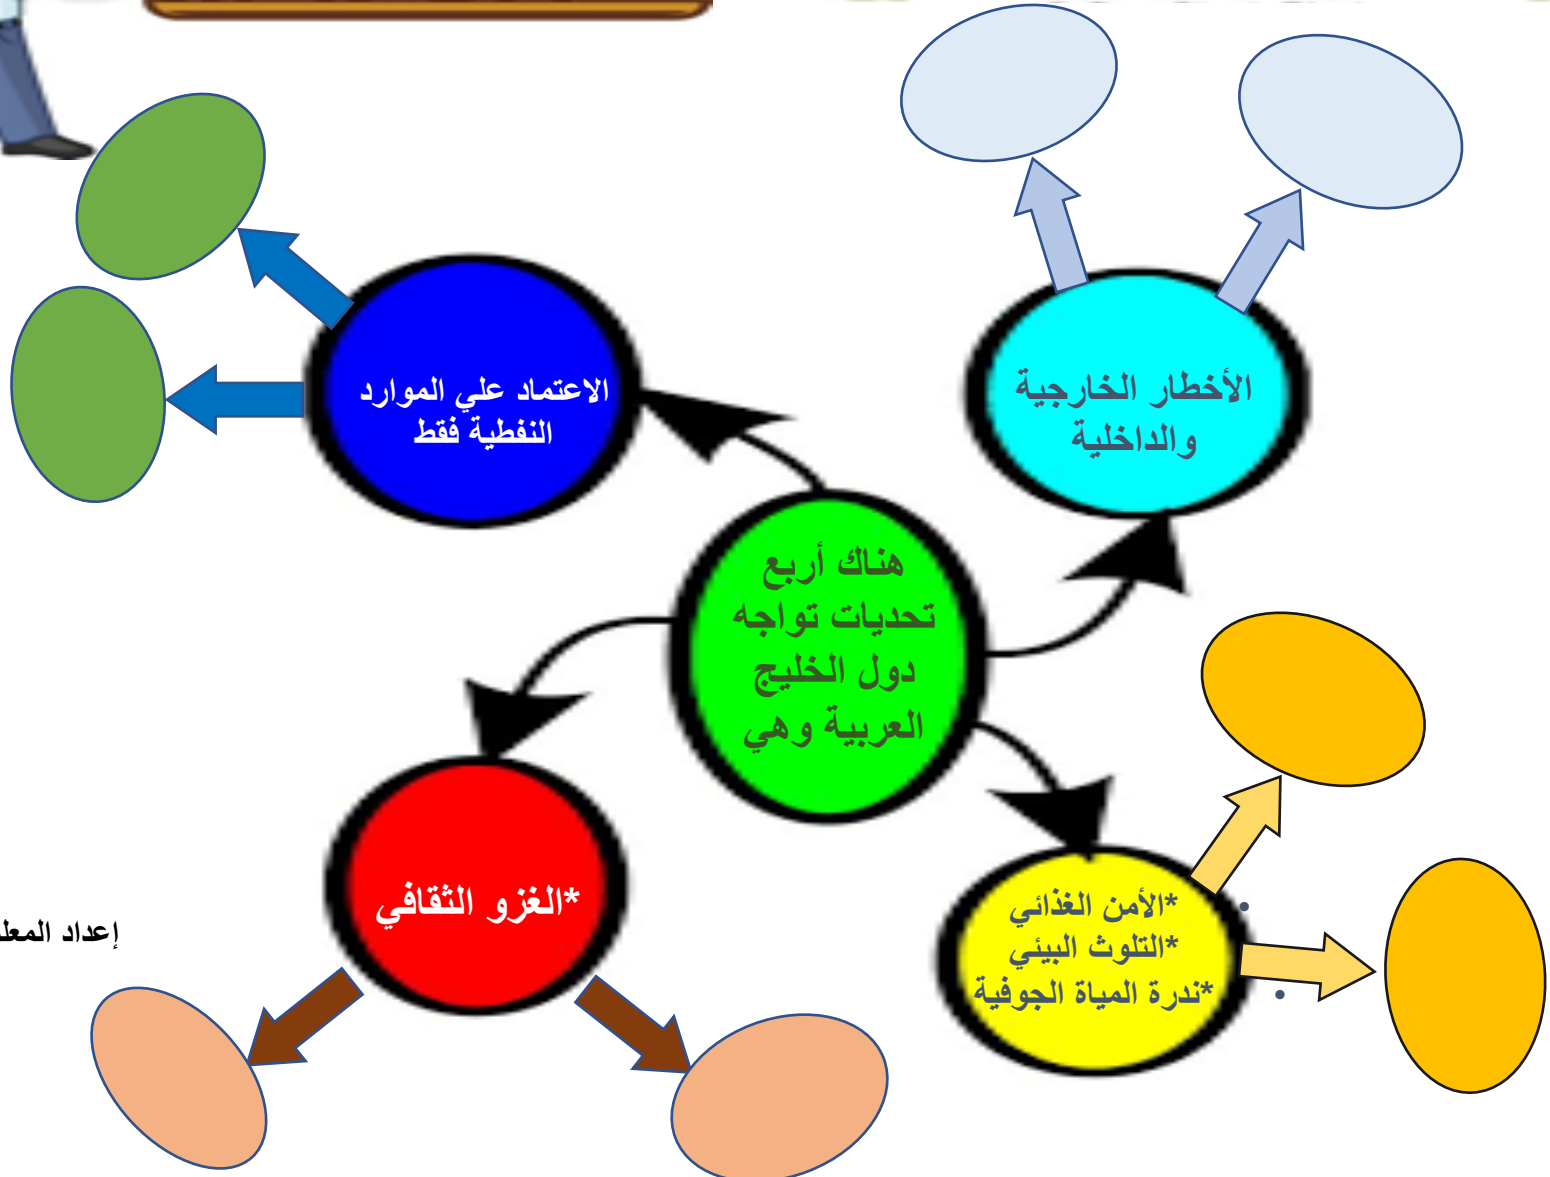 الأخطار الخارجية
والداخلية
الاعتماد علي الموارد
النفطية فقط
هناك أربع
تحديات تواجه
دول الخليج
العربية وهي
*الغزو الثقافي
*الأمن الغذائي
*التلوث البيئي
*ندرة المياة الجوفية
إعداد